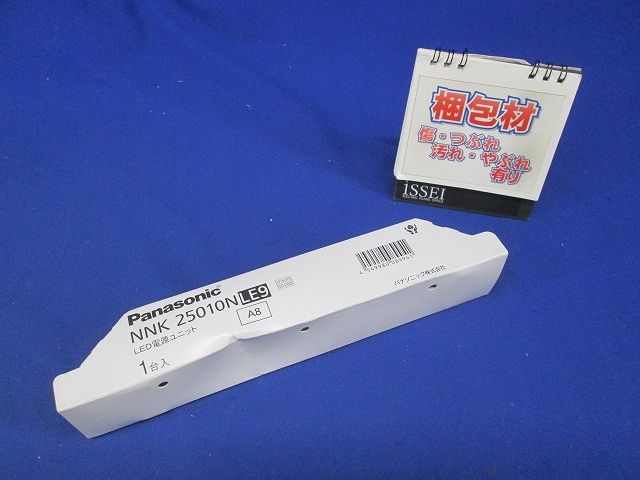 梱包材
傷・つぶれ
汚れ・やぶれ
有り
iSSEI
Panasonic
NNK 25010N LE9
LED電源ユニット
A8
1台入
パナソニック株式会社